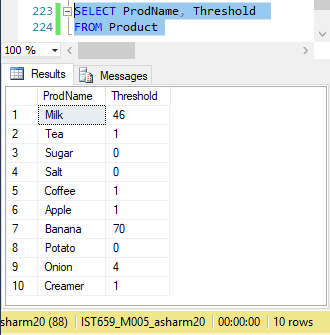 223 SELECT ProdName, Threshold
224 FROM Product
100 %
Results Messages
ProdName Threshold
1 Milk 46
2 Tea 1
3 Sugar 0
4 Salt 0
5 Coffee 1
6 Apple 1
7 Banana 70
8 Potato 0
9 Onion 4
10 Creamer 1
asharm20 (88) IST659_M005_asharm20 00:00:00 10 rows